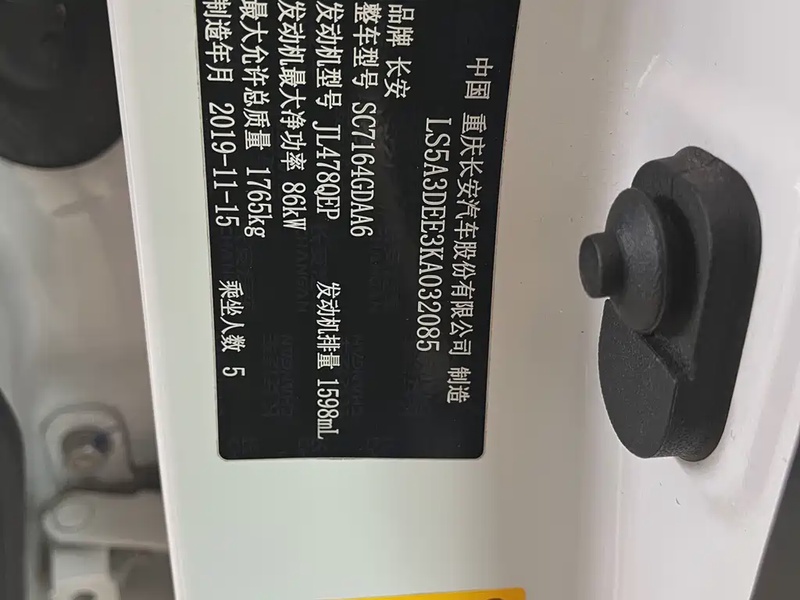 中国 重庆长安汽车股份有限公司 制造
LS5A3DEE3KA032085
品牌 长安
整车型号 SC7164GDAA6
发动机型号 JL478QEP 发动机排量 1598mL
发动机最大净功率 86kW
最大允许总质量 1765kg
制造年月 2019-11-15 乘坐人数 5